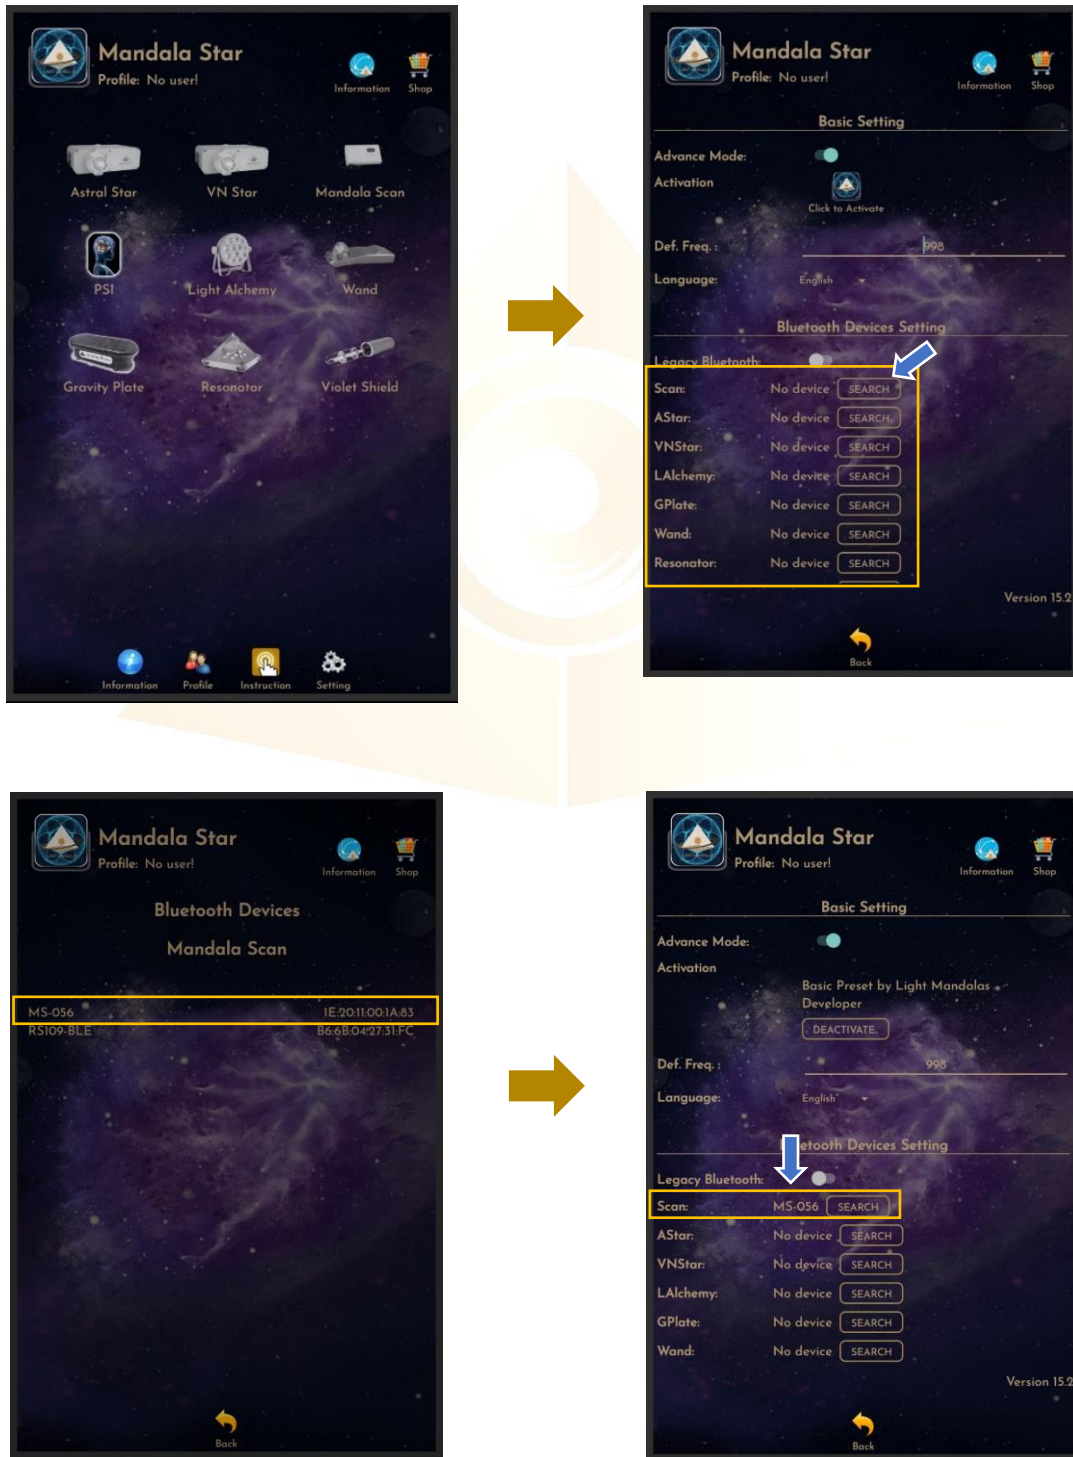 Mandala Star
Profile: No user!
Information
Shop
Astral Star
VN Star
Mandala Scan
PSI
Light Alchemy
Wand
Gravity Plate
Resonator
Violet Shield
Information
Profile
Instruction
Setting
Mandala Star
Profile: No user!
Information
Shop
Basic Setting
Advance Mode:
Activation
Click to Activate
Def. Freq. : 998
Language: English
Bluetooth Devices Setting
Legacy Bluetooth:
Scan: No device SEARCH
AStar: No device SEARCH
VNStar: No device SEARCH
LAlchemy: No device SEARCH
GPlate: No device SEARCH
Wand: No device SEARCH
Resonator: No device SEARCH
Version 15.2
Back
Mandala Star
Profile: No user!
Information
Shop
Bluetooth Devices
Mandala Scan
MS-056 1E:20:11:00:1A:83
RS109-BLE B6:6B:04:27:31:FC
Back
Mandala Star
Profile: No user!
Information
Shop
Basic Setting
Advance Mode:
Activation
Basic Preset by Light Mandalas
Developer
DEACTIVATE..
Def. Freq. : 998
Language: English
etooth Devices Setting
Legacy Bluetooth:
Scan: MS-056 SEARCH
AStar: No device SEARCH
VNStar: No device SEARCH
LAlchemy: No device SEARCH
GPlate: No device SEARCH
Wand: No device SEARCH
Version 15.2
Back